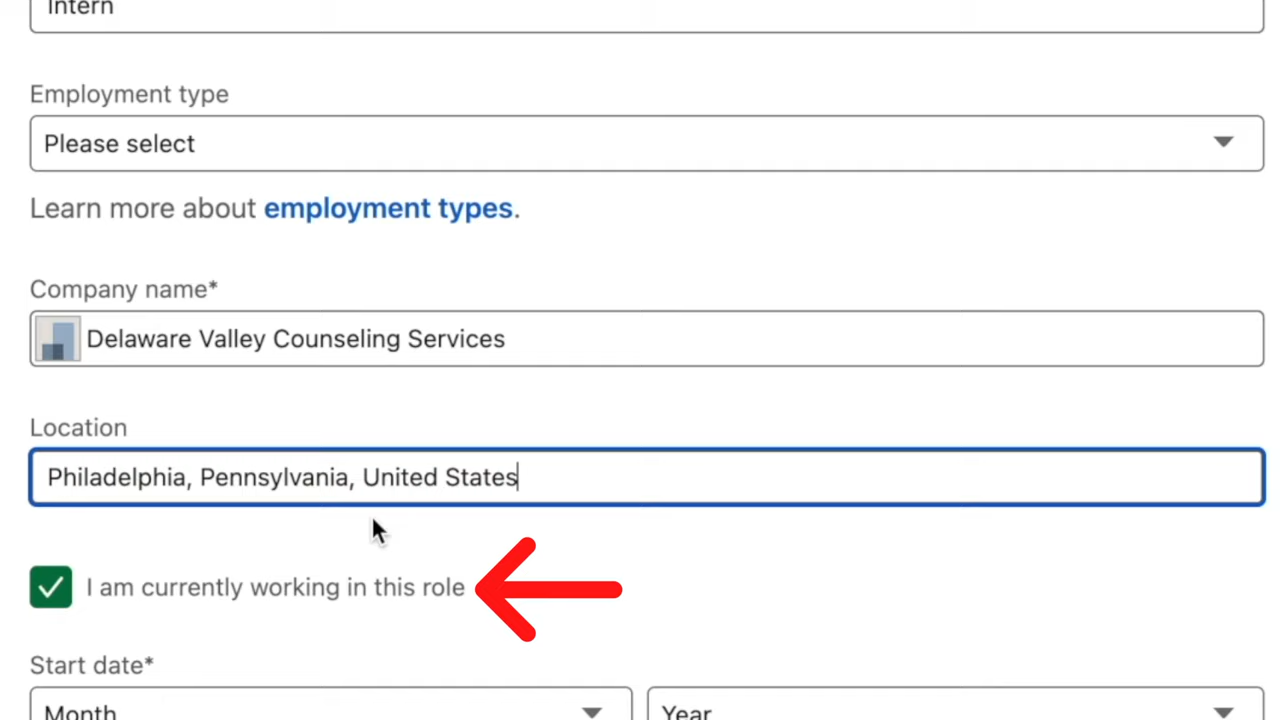 Intern
Employment type
Please select
Learn more about employment types.
Company name*
Delaware Valley Counseling Services
Location
Philadelphia, Pennsylvania, United States
I am currently working in this role
Start date*
Month Year